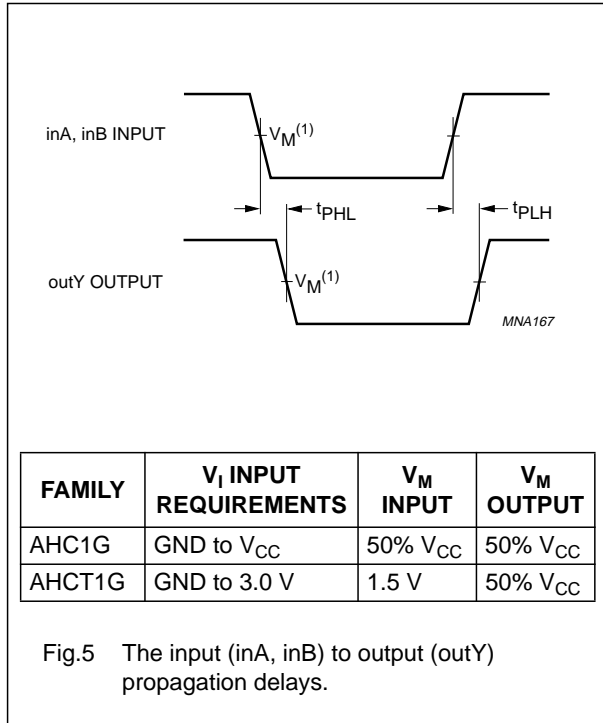 inA, inB INPUT
V_M^(1)
t_PHL
t_PLH
outY OUTPUT
V_M^(1)
MNA167
FAMILY V_I INPUT REQUIREMENTS V_M INPUT V_M OUTPUT
AHC1G GND to V_CC 50% V_CC 50% V_CC
AHCT1G GND to 3.0 V 1.5 V 50% V_CC
Fig.5 The input (inA, inB) to output (outY)
propagation delays.